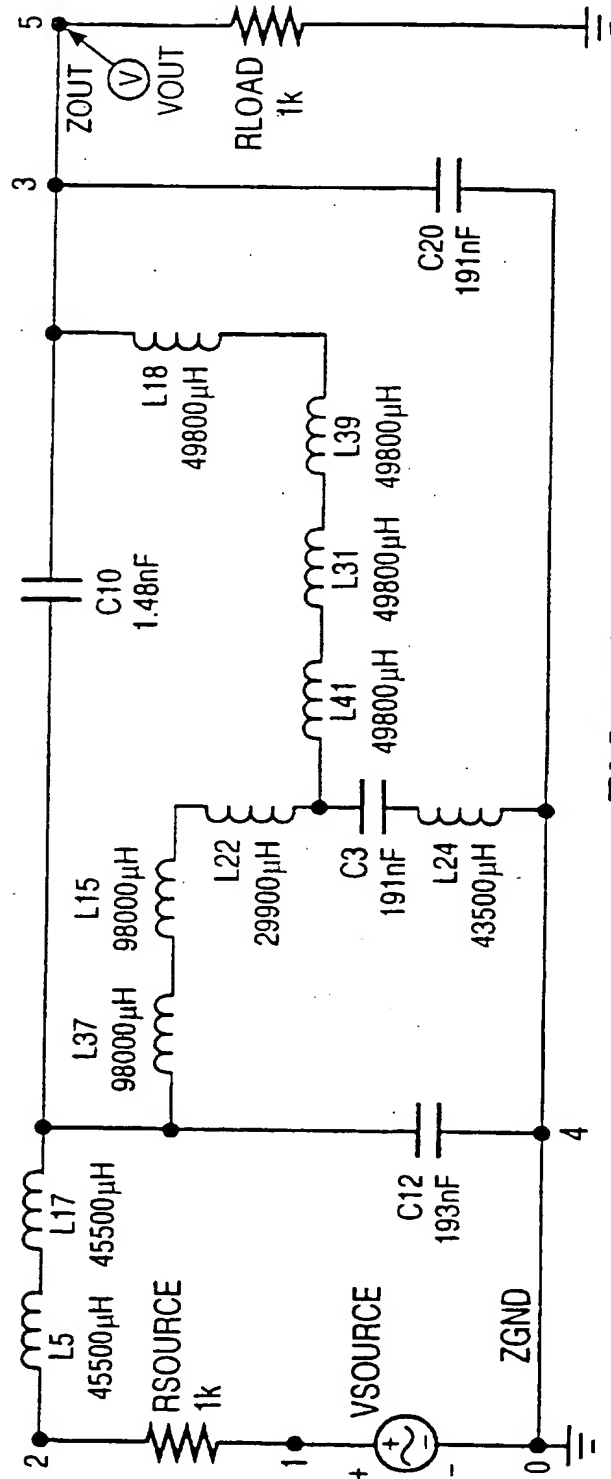 5
ZOUT
V
VOUT
RLOAD
1k
3
C20
191nF
L18
49800µH
L39
49800µH
L31
49800µH
L41
49800µH
C10
1.48nF
L22
29900µH
C3
191nF
L24
43500µH
L15
98000µH
L37
98000µH
C12
193nF
4
L17
45500µH
L5
45500µH
2
RSOURCE
1k
1
VSOURCE
+
-
+
-
ZGND
0